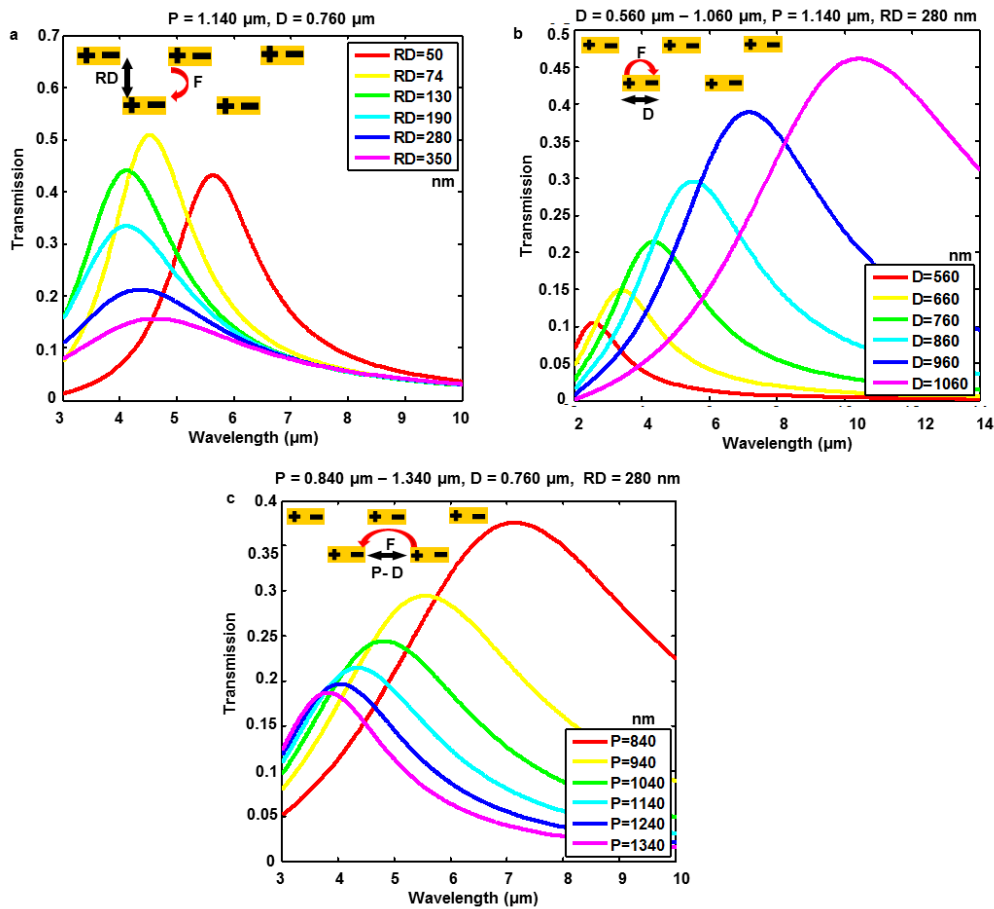 P = 1.140 µm, D = 0.760 µm
a
0.7
0.6
0.5
0.4
0.3
0.2
0.1
0
Transmission
RD
F
RD=50
RD=74
RD=130
RD=190
RD=280
RD=350
nm
3 4 5 6 7 8 9 10
Wavelength (µm)
D = 0.560 µm – 1.060 µm, P = 1.140 µm, RD = 280 nm
b
0.5
0.45
0.4
0.35
0.3
0.25
0.2
0.15
0.1
0.05
0
Transmission
F
D
nm
D=560
D=660
D=760
D=860
D=960
D=1060
2 4 6 8 10 12 14
Wavelength (µm)
P = 0.840 µm – 1.340 µm, D = 0.760 µm, RD = 280 nm
c
0.4
0.35
0.3
0.25
0.2
0.15
0.1
0.05
0
Transmission
F
P - D
nm
P=840
P=940
P=1040
P=1140
P=1240
P=1340
3 4 5 6 7 8 9 10
Wavelength (µm)